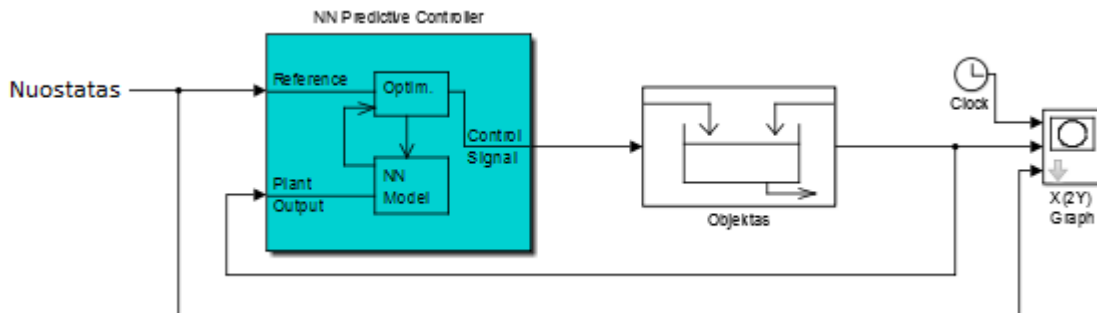 NN Predictive Controller
Nuostatas
Reference
Optim.
Control
Signal
Plant
Output
NN
Model
Objektas
Clock
X(2Y)
Graph